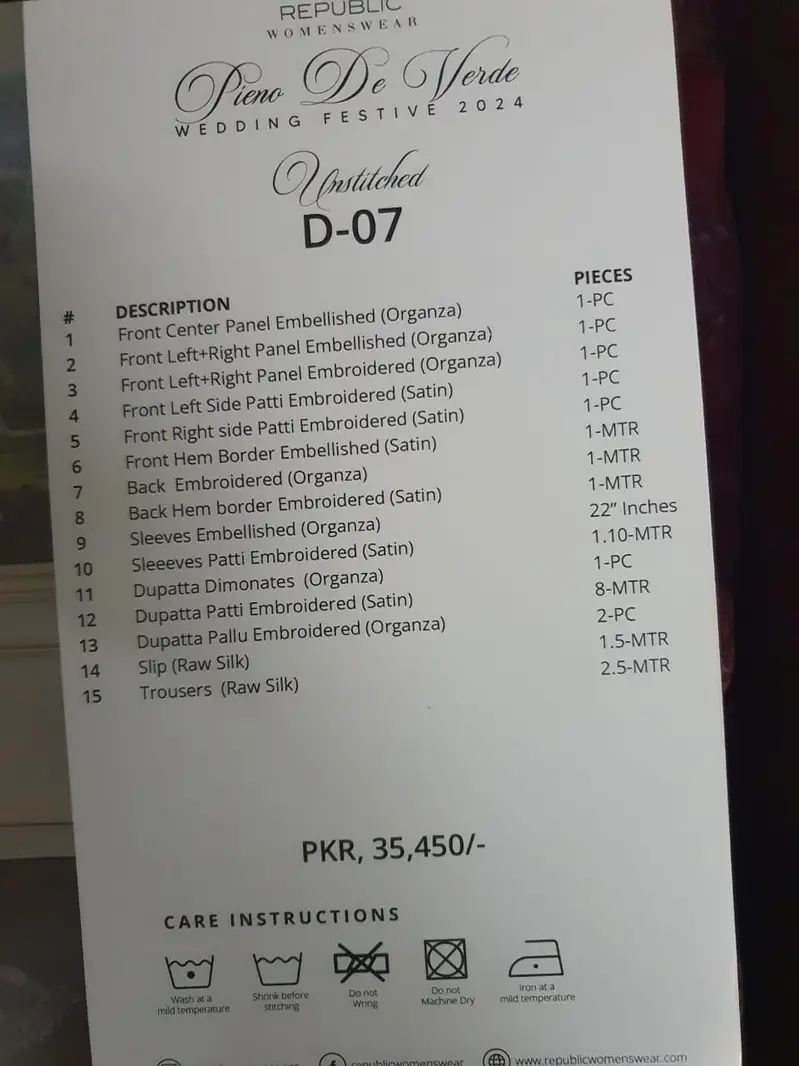 REPUBLIC
WOMENSWEAR
Pieno De Verde
WEDDING FESTIVE 2024
Unstitched
D-07
# DESCRIPTION PIECES
1 Front Center Panel Embellished (Organza) 1-PC
2 Front Left+Right Panel Embellished (Organza) 1-PC
3 Front Left+Right Panel Embroidered (Organza) 1-PC
4 Front Left Side Patti Embroidered (Satin) 1-PC
5 Front Right side Patti Embroidered (Satin) 1-PC
6 Front Hem Border Embellished (Satin) 1-MTR
7 Back Embroidered (Organza) 1-MTR
8 Back Hem border Embroidered (Satin) 1-MTR
9 Sleeves Embellished (Organza) 22” Inches
10 Sleeeves Patti Embroidered (Satin) 1.10-MTR
11 Dupatta Dimonates (Organza) 1-PC
12 Dupatta Patti Embroidered (Satin) 8-MTR
13 Dupatta Pallu Embroidered (Organza) 2-PC
14 Slip (Raw Silk) 1.5-MTR
15 Trousers (Raw Silk) 2.5-MTR
PKR, 35,450/-
CARE INSTRUCTIONS
Wash at a mild temperature
Shrink before stitching
Do not Wring
Do not Machine Dry
Iron at a mild temperature
republicwomenswear www.republicwomenswear.com